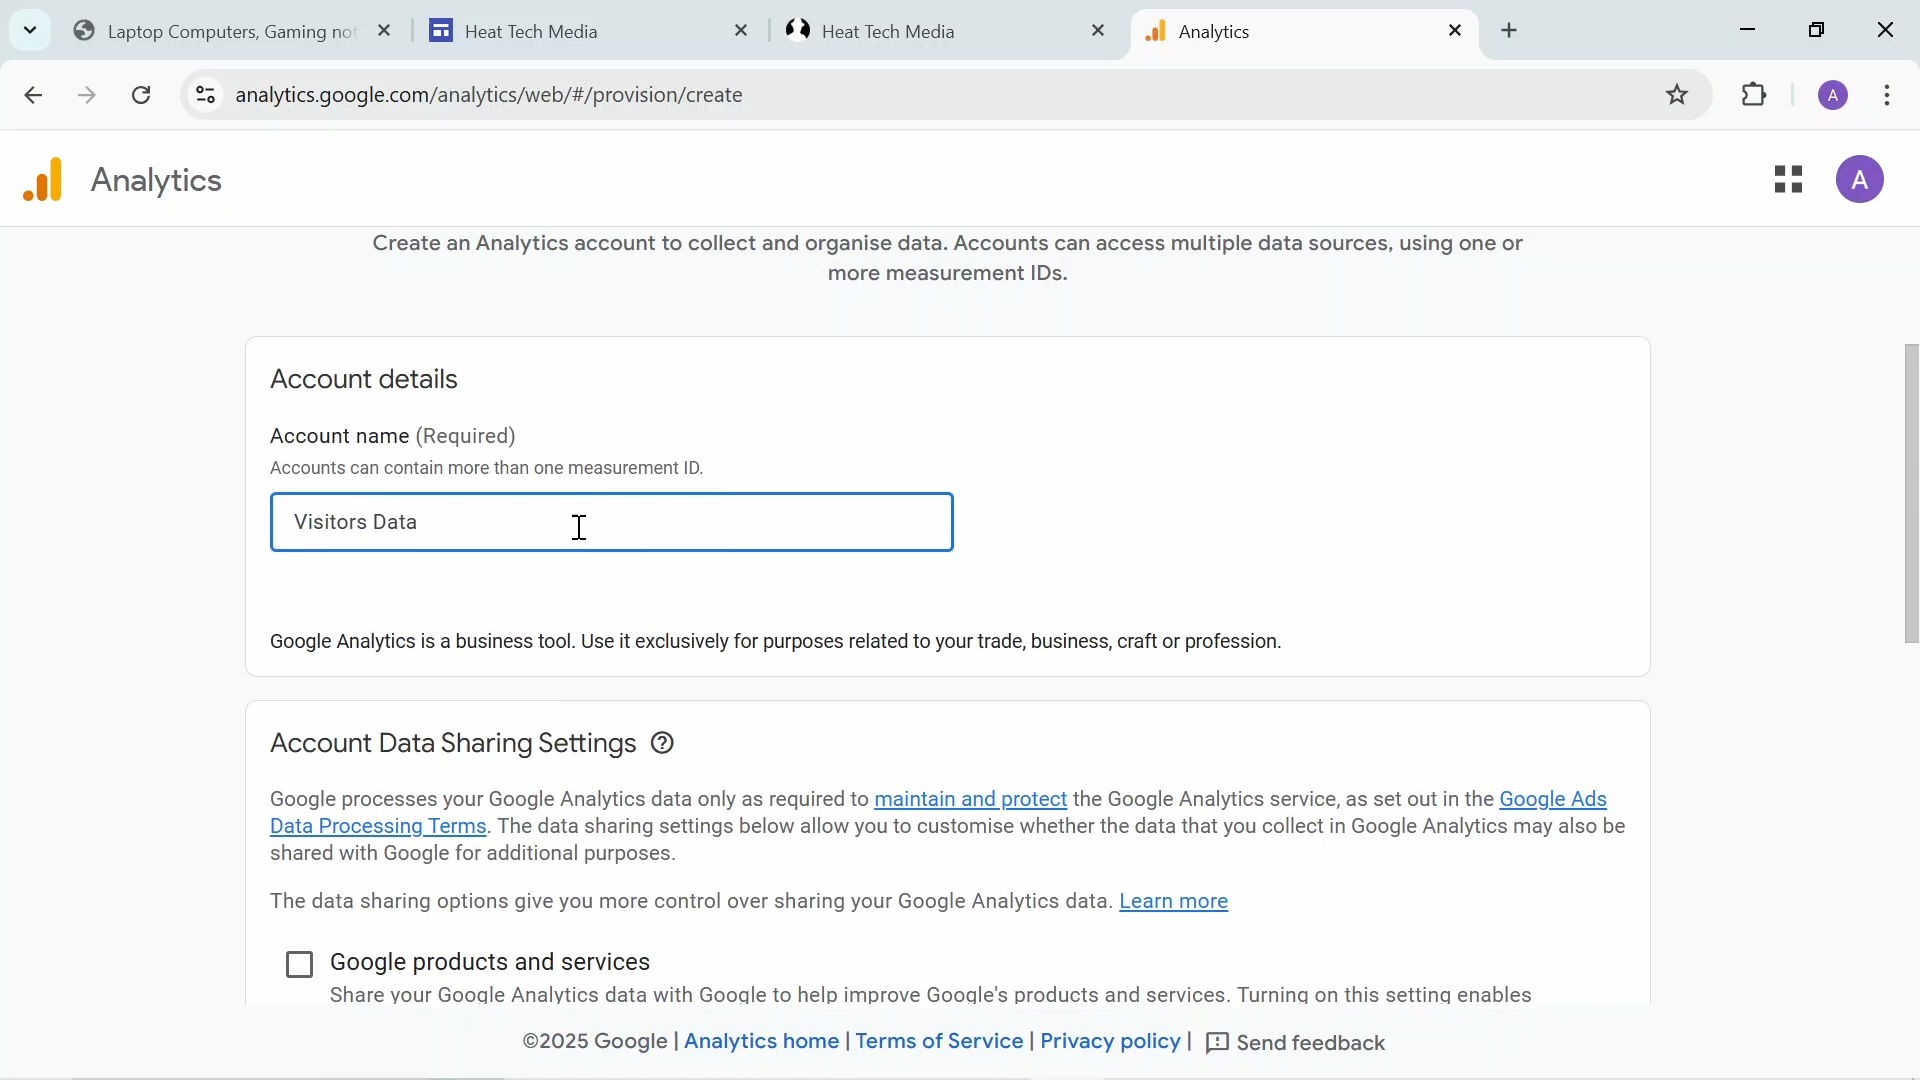 Laptop Computers, Gaming not
Heat Tech Media
Heat Tech Media
Analytics
analytics.google.com/analytics/web/#/provision/create
A
Analytics
A
Create an Analytics account to collect and organise data. Accounts can access multiple data sources, using one or
more measurement IDs.
Account details
Account name (Required)
Accounts can contain more than one measurement ID.
Visitors Data
Google Analytics is a business tool. Use it exclusively for purposes related to your trade, business, craft or profession.
Account Data Sharing Settings
Google processes your Google Analytics data only as required to maintain and protect the Google Analytics service, as set out in the Google Ads
Data Processing Terms. The data sharing settings below allow you to customise whether the data that you collect in Google Analytics may also be
shared with Google for additional purposes.
The data sharing options give you more control over sharing your Google Analytics data. Learn more
Google products and services
Share your Google Analytics data with Google to help improve Google's products and services. Turning on this setting enables
©2025 Google | Analytics home | Terms of Service | Privacy policy | Send feedback